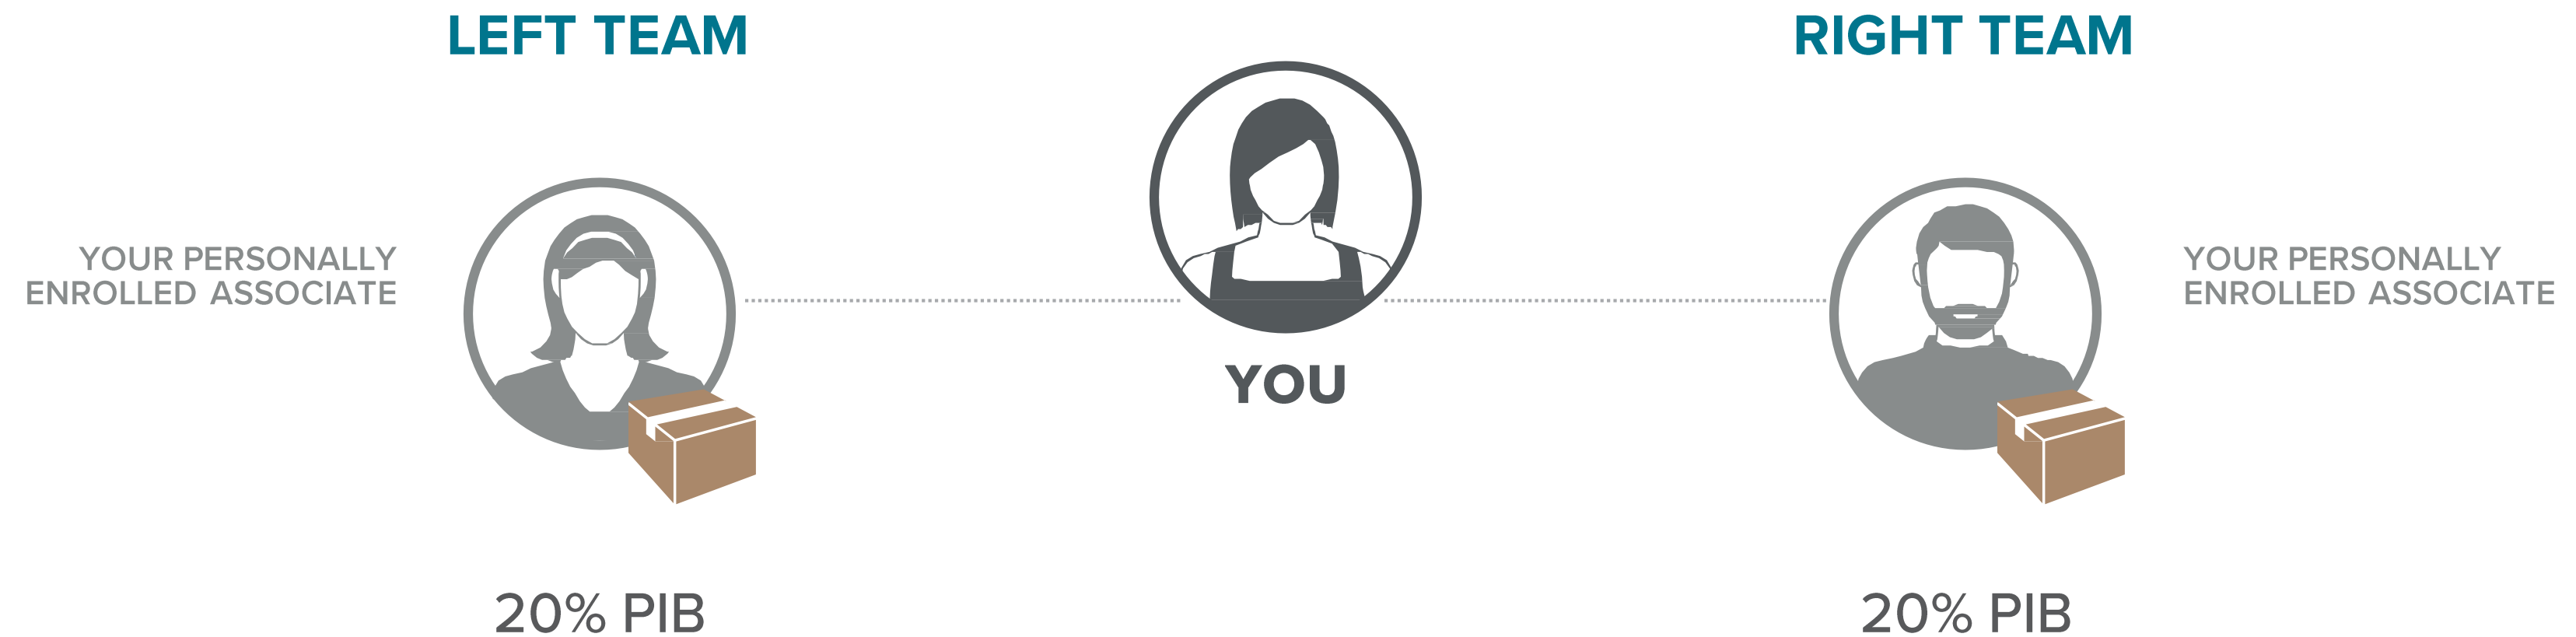 LEFT TEAM
RIGHT TEAM
YOUR PERSONALLY
ENROLLED ASSOCIATE
YOUR PERSONALLY
ENROLLED ASSOCIATE
YOU
20% PIB
20% PIB